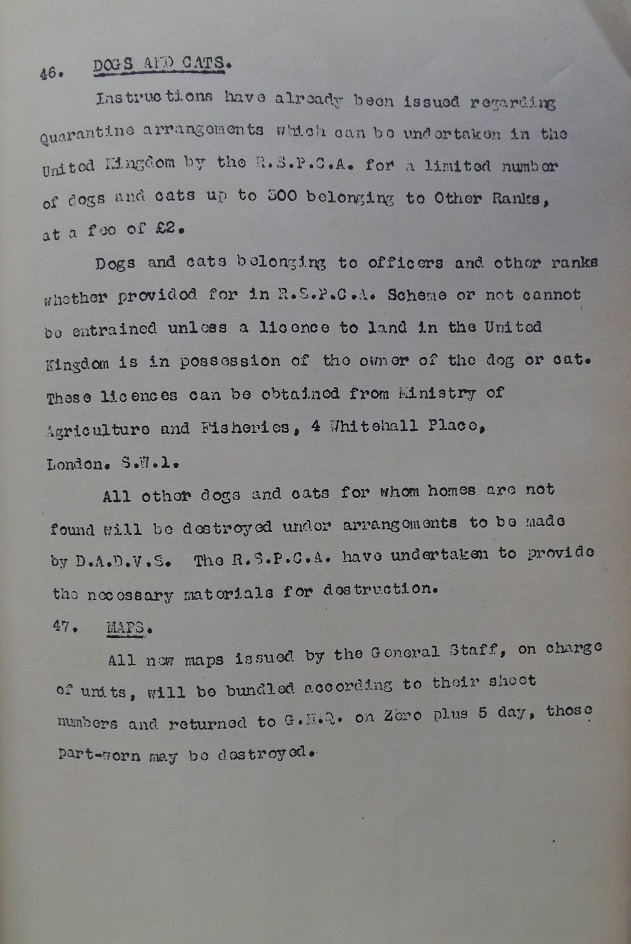 46. DOGS AND CATS.
Instructions have already been issued regarding
Quarantine arrangements which can be undertaken in the
United Kingdom by the R.S.P.C.A. for a limited number
of dogs and cats up to 300 belonging to Other Ranks,
at a fee of £2.
Dogs and cats belonging to officers and other ranks
whether provided for in R.S.P.C.A. Scheme or not cannot
be entrained unless a licence to land in the United
Kingdom is in possession of the owner of the dog or cat.
These licences can be obtained from Ministry of
Agriculture and Fisheries, 4 Whitehall Place,
London. S.W.1.
All other dogs and cats for whom homes are not
found will be destroyed under arrangements to be made
by D.A.D.V.S. The R.S.P.C.A. have undertaken to provide
the necessary materials for destruction.
47. MAPS.
All new maps issued by the General Staff, on charge
of units, will be bundled according to their sheet
numbers and returned to G.H.Q. on Zero plus 5 day, those
part-worn may be destroyed.